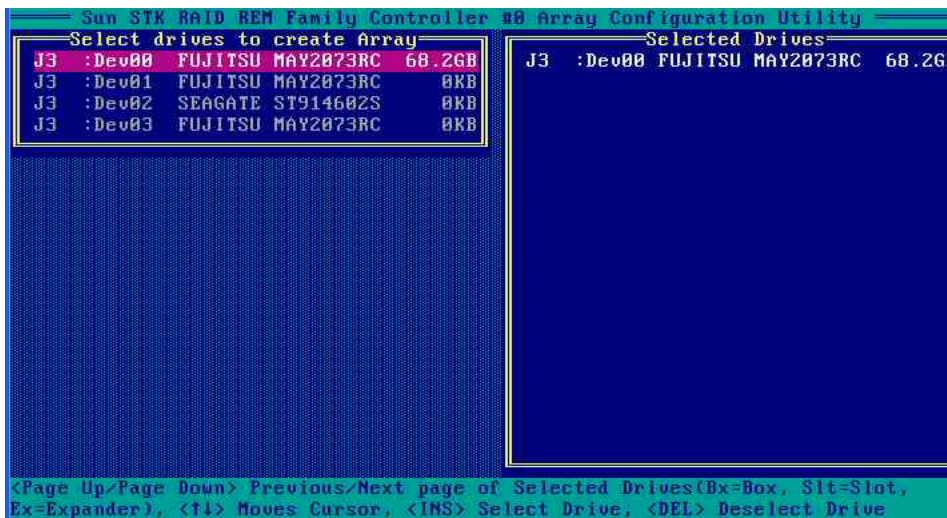 Sun STK RAID REM Family Controller #0 Array Configuration Utility
Select drives to create Array
J3 :Dev00 FUJITSU MAY2073RC 68.2GB
J3 :Dev01 FUJITSU MAY2073RC 0KB
J3 :Dev02 SEAGATE ST914602S 0KB
J3 :Dev03 FUJITSU MAY2073RC 0KB
Selected Drives
J3 :Dev00 FUJITSU MAY2073RC 68.2G
<Page Up/Page Down> Previous/Next page of Selected Drives(Bx=Box, Slt=Slot,
Ex=Expander), <↑↓> Moves Cursor, <INS> Select Drive, <DEL> Deselect Drive